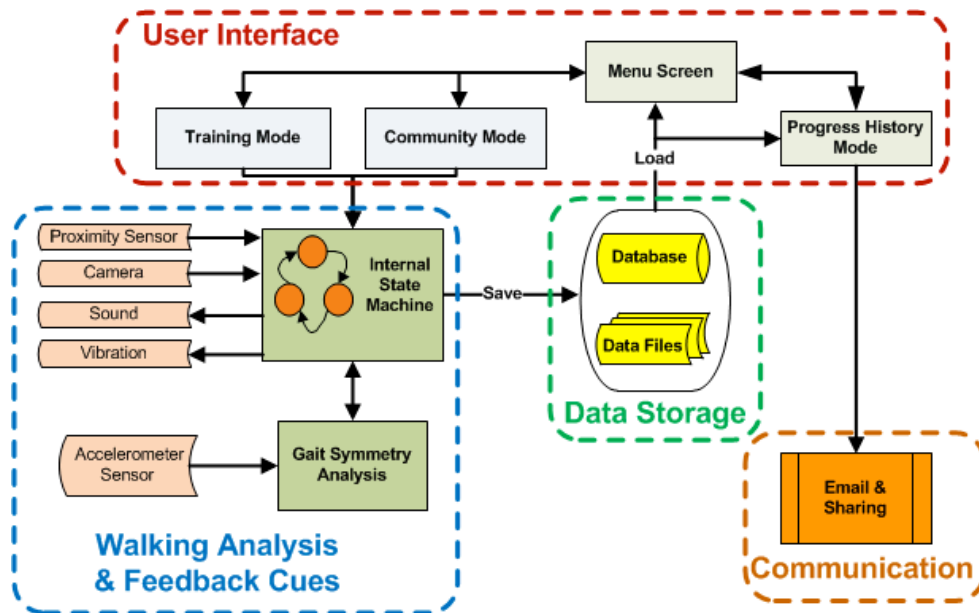 User Interface
Menu Screen
Training Mode
Community Mode
Progress History
Mode
Load
Proximity Sensor
Camera
Sound
Vibration
Internal
State
Machine
Save
Database
Data Files
Data Storage
Accelerometer
Sensor
Gait Symmetry
Analysis
Walking Analysis
& Feedback Cues
Email &
Sharing
Communication